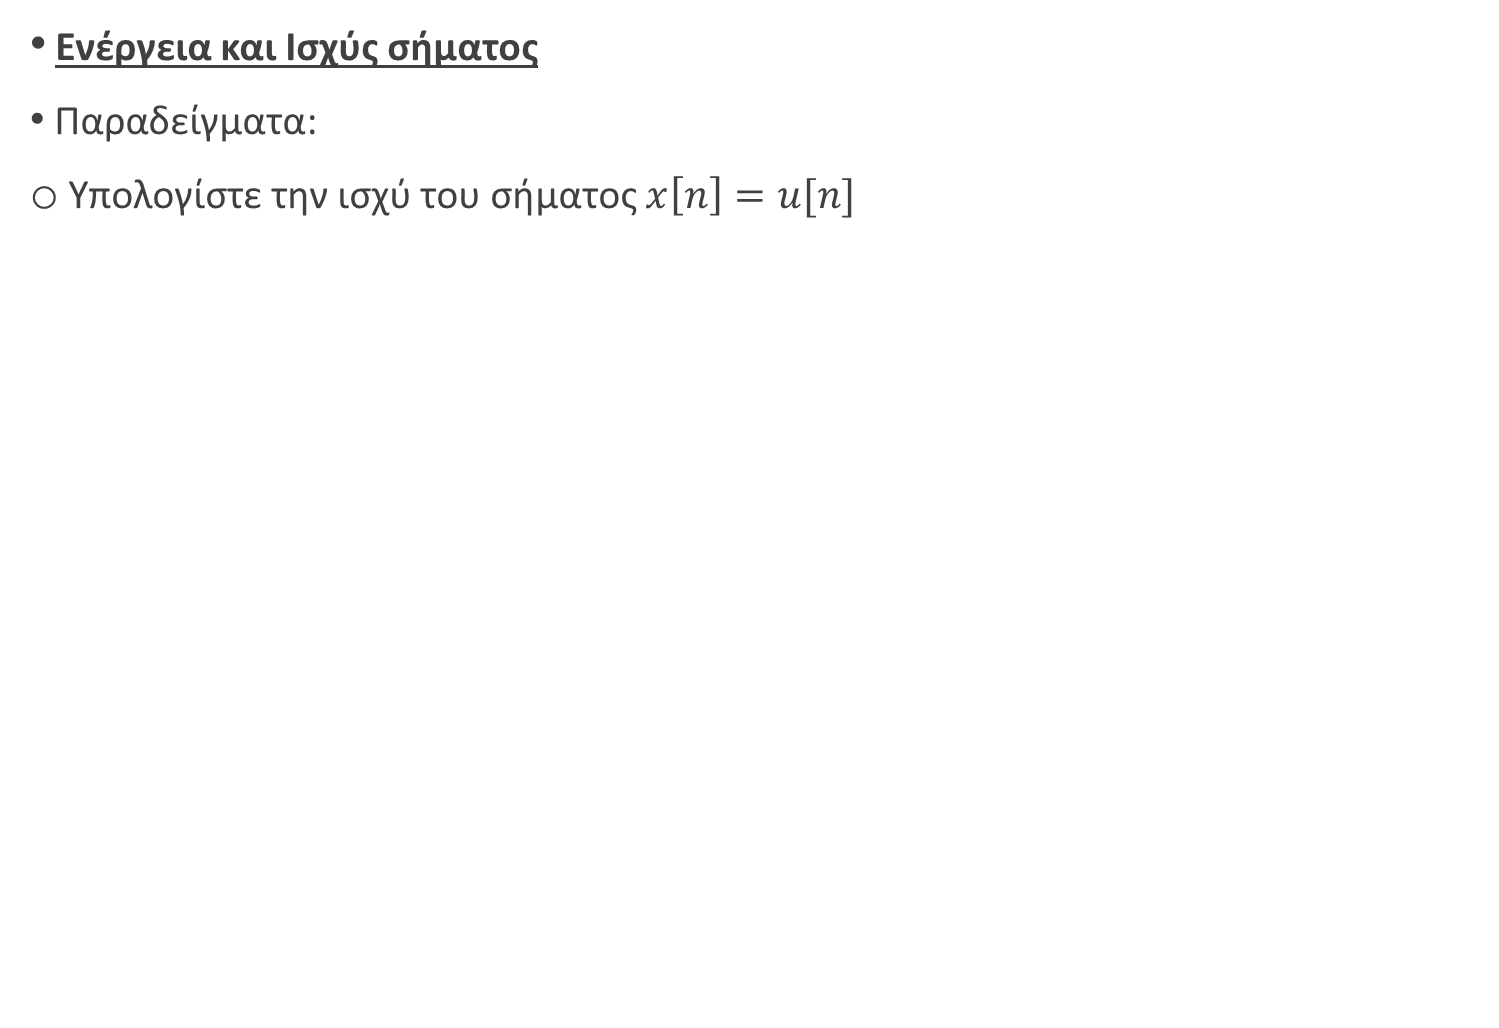 • Ενέργεια και Ισχύς σήματος
• Παραδείγματα:
○ Υπολογίστε την ισχύ του σήματος x[n] = u[n]